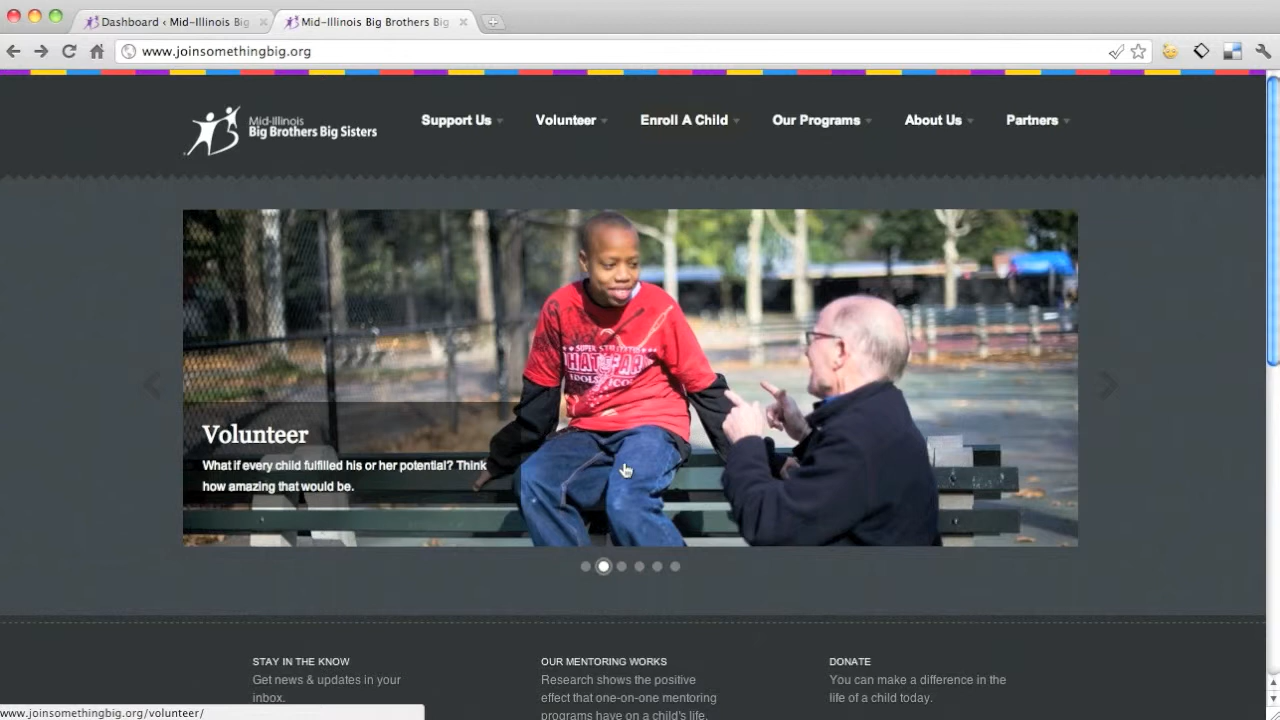 Dashboard ‹ Mid-Illinois Big
Mid-Illinois Big Brothers Big
www.joinsomethingbig.org
Mid-Illinois
Big Brothers Big Sisters
Support Us
Volunteer
Enroll A Child
Our Programs
About Us
Partners
SUPER
IDOLS
Volunteer
What if every child fulfilled his or her potential? Think
how amazing that would be.
STAY IN THE KNOW
Get news & updates in your
inbox.
OUR MENTORING WORKS
Research shows the positive
effect that one-on-one mentoring
programs have on a child's life.
DONATE
You can make a difference in the
life of a child today.
www.joinsomethingbig.org/volunteer/